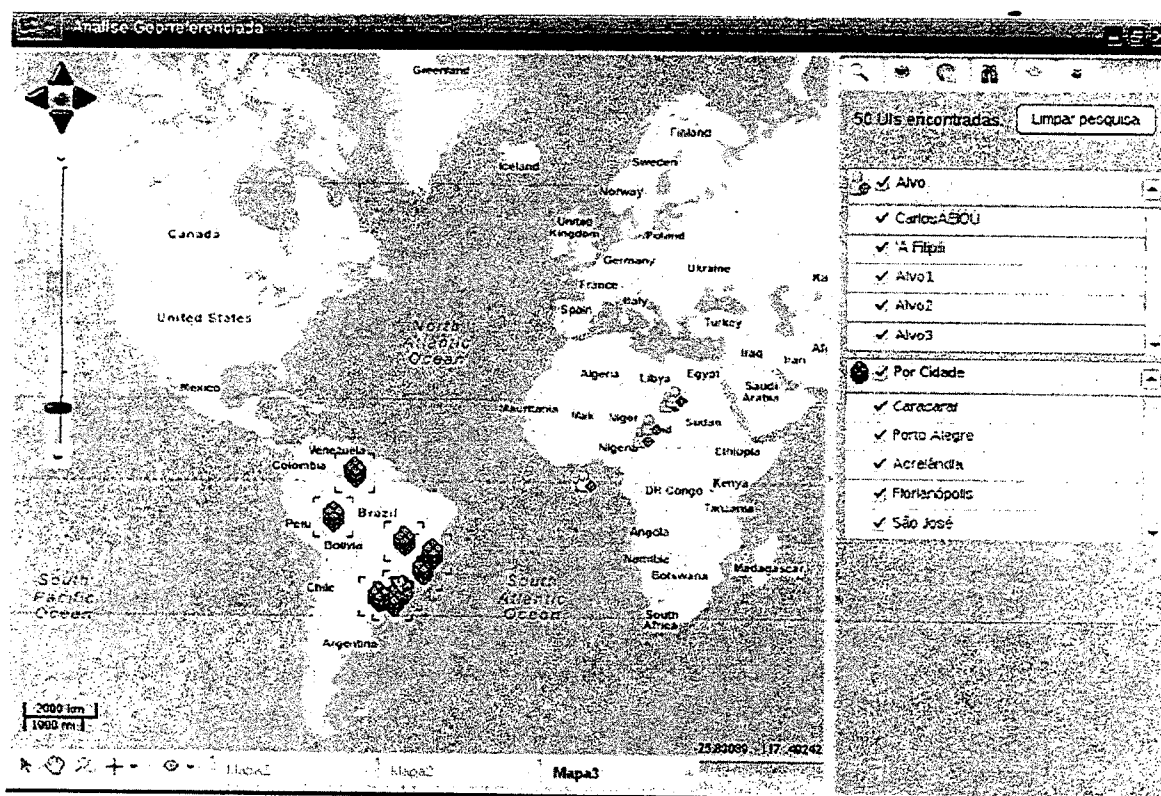 Análise Georreferenciada
Greenland
Iceland
Finland
Sweden
Norway
United Kingdom
Poland
Germany
Ukraine
France
Italy
Spain
Turkey
Canada
United States
North Atlantic Ocean
Mexico
Algeria
Libya
Egypt
Iraq
Iran
Saudi Arabia
Mauritania
Mali
Niger
Sudan
Nigeria
Ethiopia
Venezuela
Colombia
Brazil
Peru
Bolivia
DR Congo
Kenya
Tanzania
Angola
Namibie
Botswana
Madagascar
South Africa
South Pacific Ocean
Chile
South Atlantic Ocean
Argentina
2000 km
1000 mi
Mapa2
Mapa3
50 UIs encontradas
Limpar pesquisa
Alvo
CarlosAEIOU
Alvo1
Alvo2
Alvo3
Por Cidade
Caracaraí
Porto Alegre
Acrelândia
Florianópolis
São José